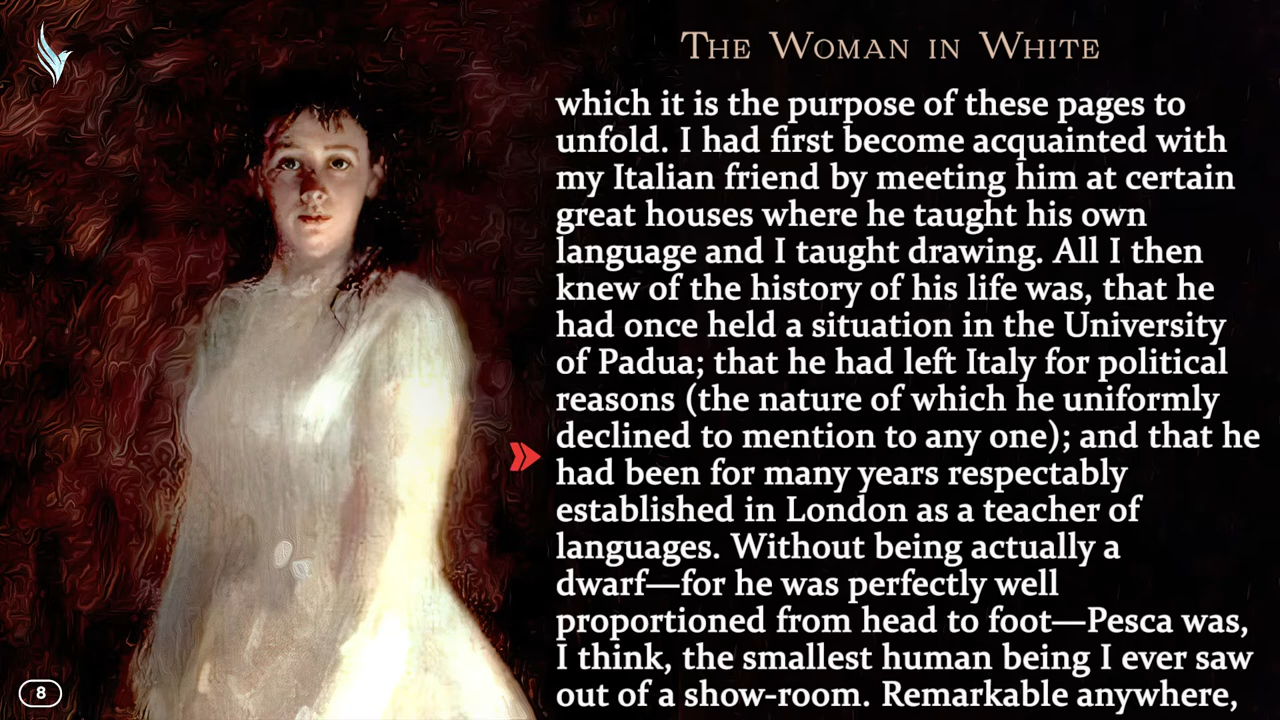 The Woman in White
which it is the purpose of these pages to
unfold. I had first become acquainted with
my Italian friend by meeting him at certain
great houses where he taught his own
language and I taught drawing. All I then
knew of the history of his life was, that he
had once held a situation in the University
of Padua; that he had left Italy for political
reasons (the nature of which he uniformly
declined to mention to any one); and that he
had been for many years respectably
established in London as a teacher of
languages. Without being actually a
dwarf—for he was perfectly well
proportioned from head to foot—Pesca was,
I think, the smallest human being I ever saw
out of a show-room. Remarkable anywhere,
8